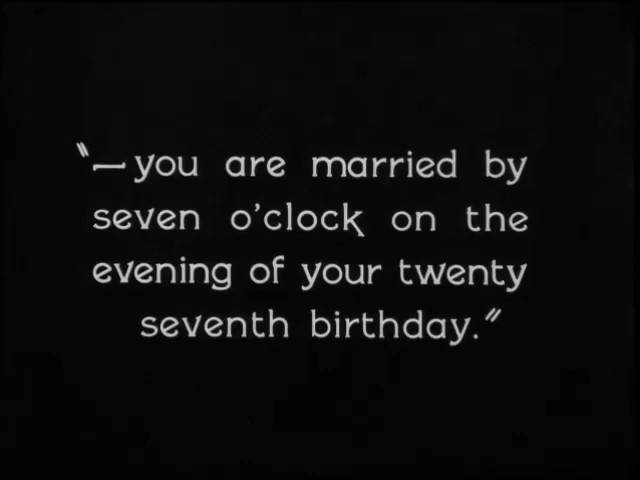 "—you are married by
seven o'clock on the
evening of your twenty
seventh birthday."